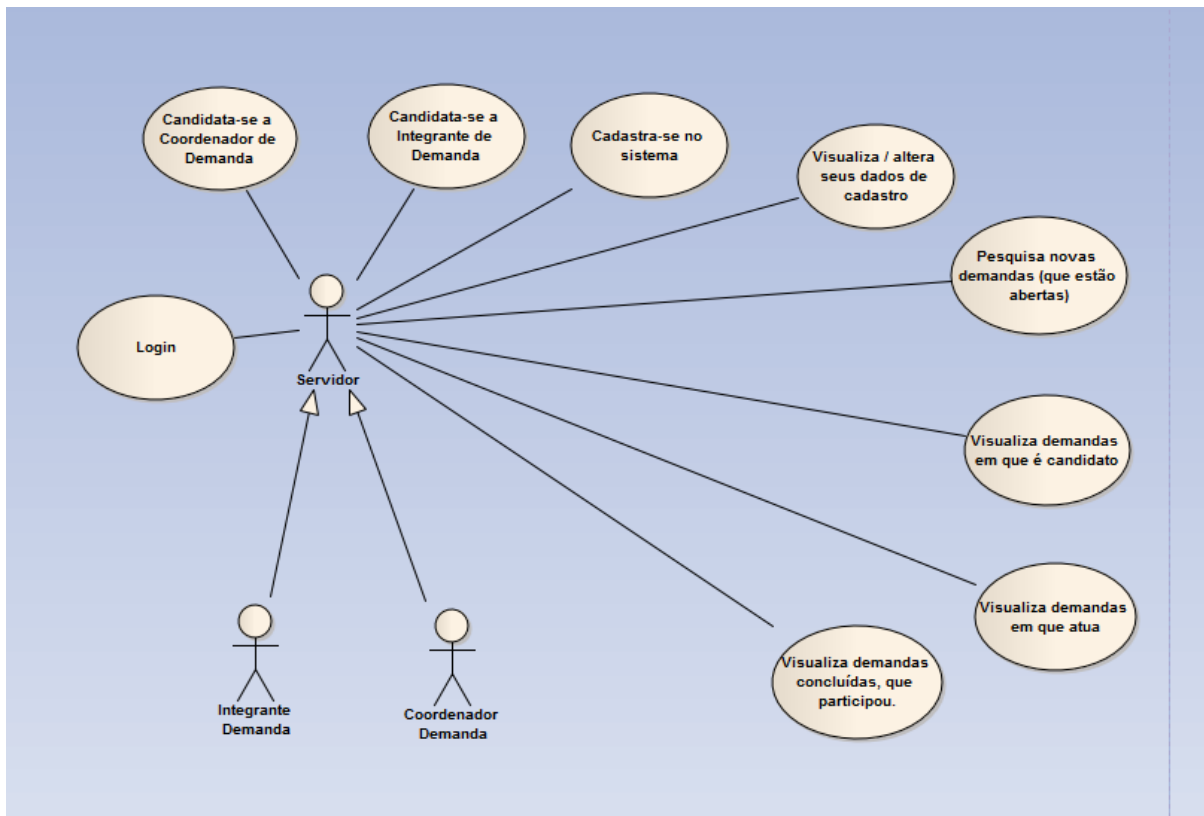 Candidata-se a
Coordenador de
Demanda
Candidata-se a
Integrante de
Demanda
Cadastra-se no
sistema
Visualiza / altera
seus dados de
cadastro
Pesquisa novas
demandas (que estão
abertas)
Login
Servidor
Visualiza demandas
em que é candidato
Visualiza demandas
em que atua
Visualiza demandas
concluídas, que
participou.
Integrante
Demanda
Coordenador
Demanda